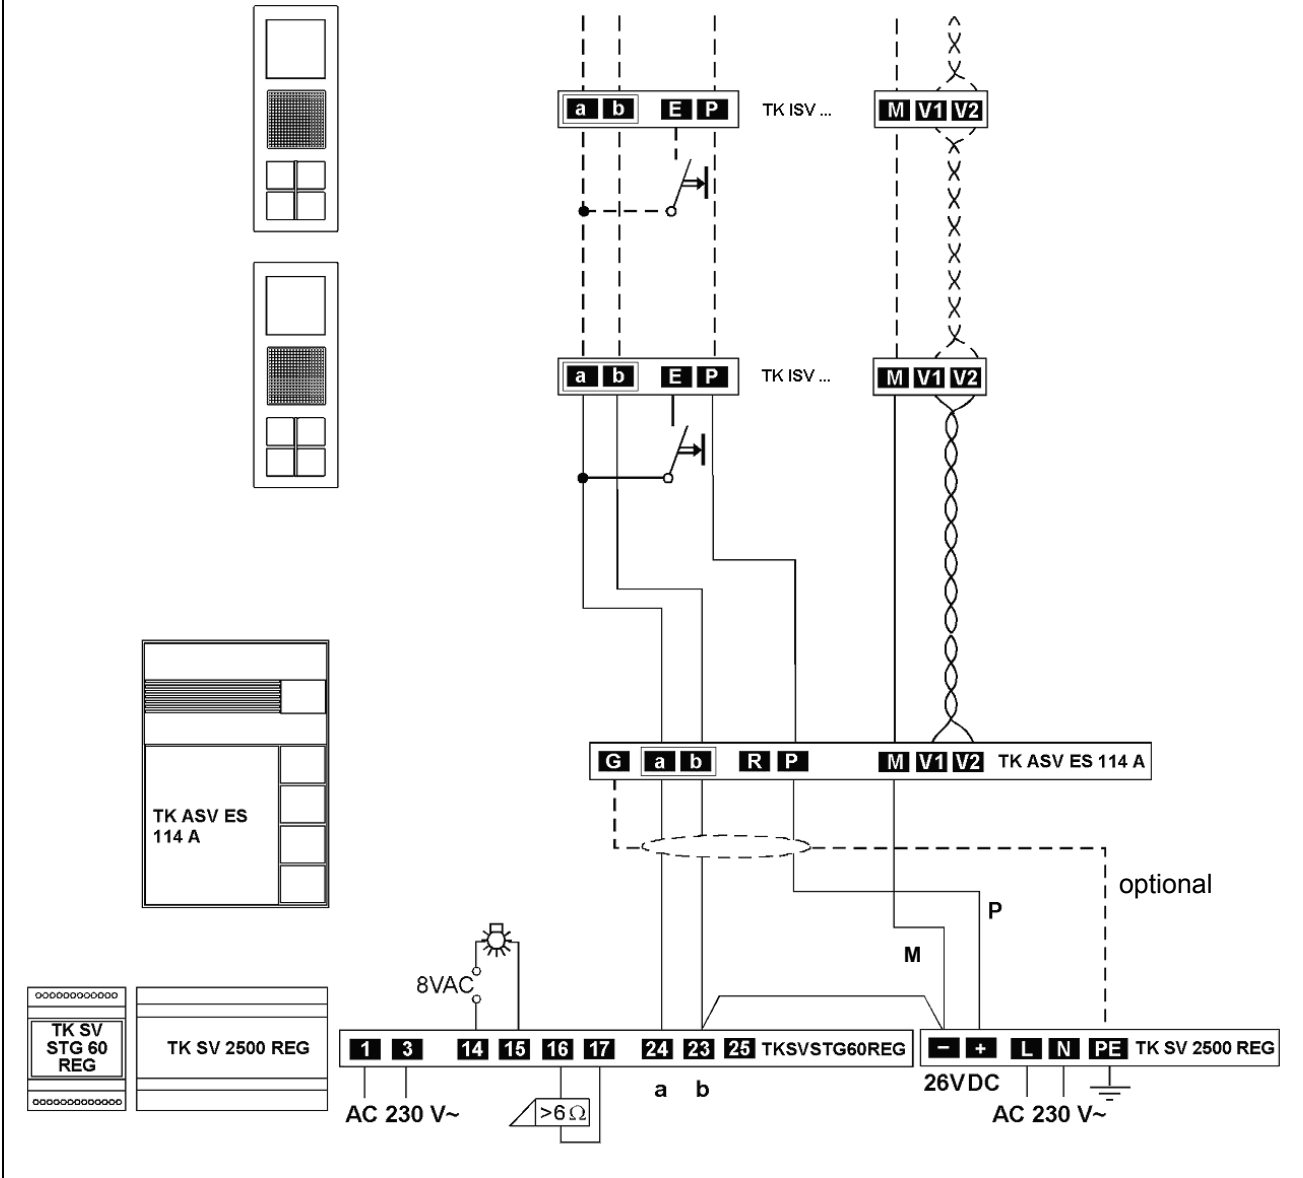 a b E P TK ISV ... M V1 V2
a b E P TK ISV ... M V1 V2
G a b R P M V1 V2 TK ASV ES 114 A
TK ASV ES
114 A
optional
P
M
8VAC
TK SV
STG 60
REG
TK SV 2500 REG
1 3 14 15 16 17 24 23 25 TKSVSTG60REG
− + L N PE TK SV 2500 REG
26VDC
a b
AC 230 V~
>6Ω
AC 230 V~